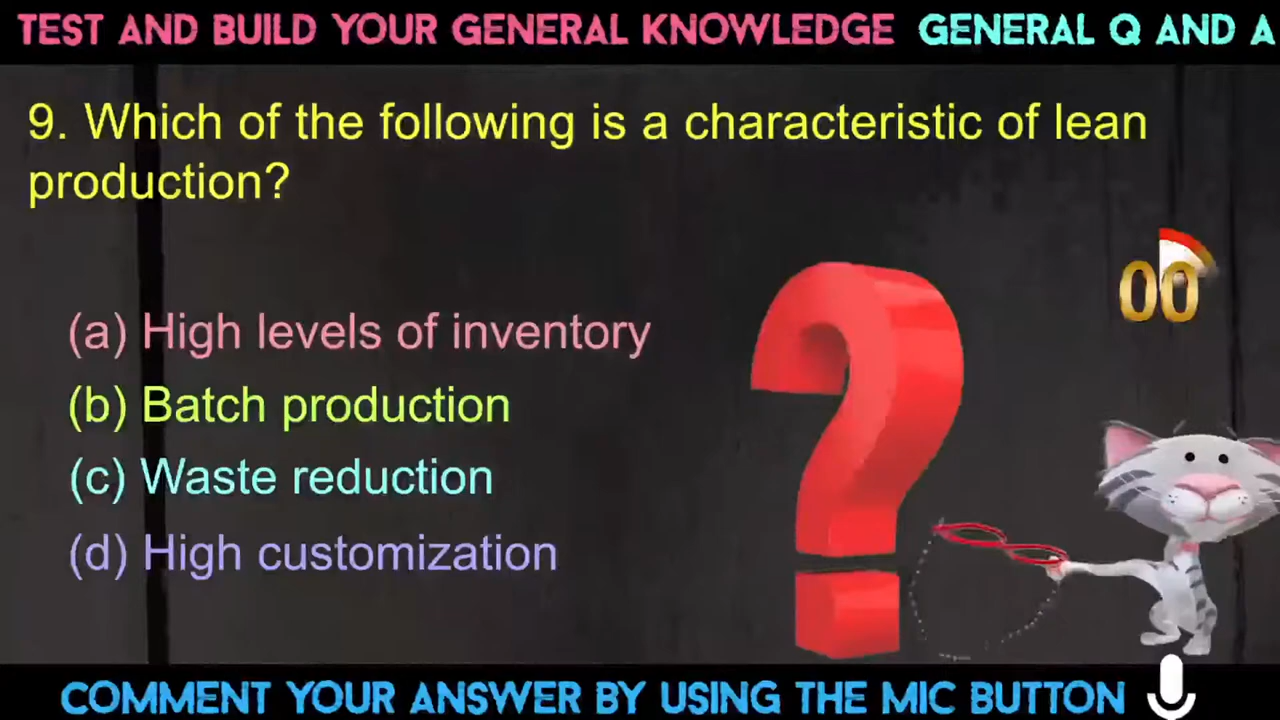 TEST AND BUILD YOUR GENERAL KNOWLEDGE GENERAL Q AND A
9. Which of the following is a characteristic of lean
production?
00
(a) High levels of inventory
(b) Batch production
(c) Waste reduction
(d) High customization
COMMENT YOUR ANSWER BY USING THE MIC BUTTON